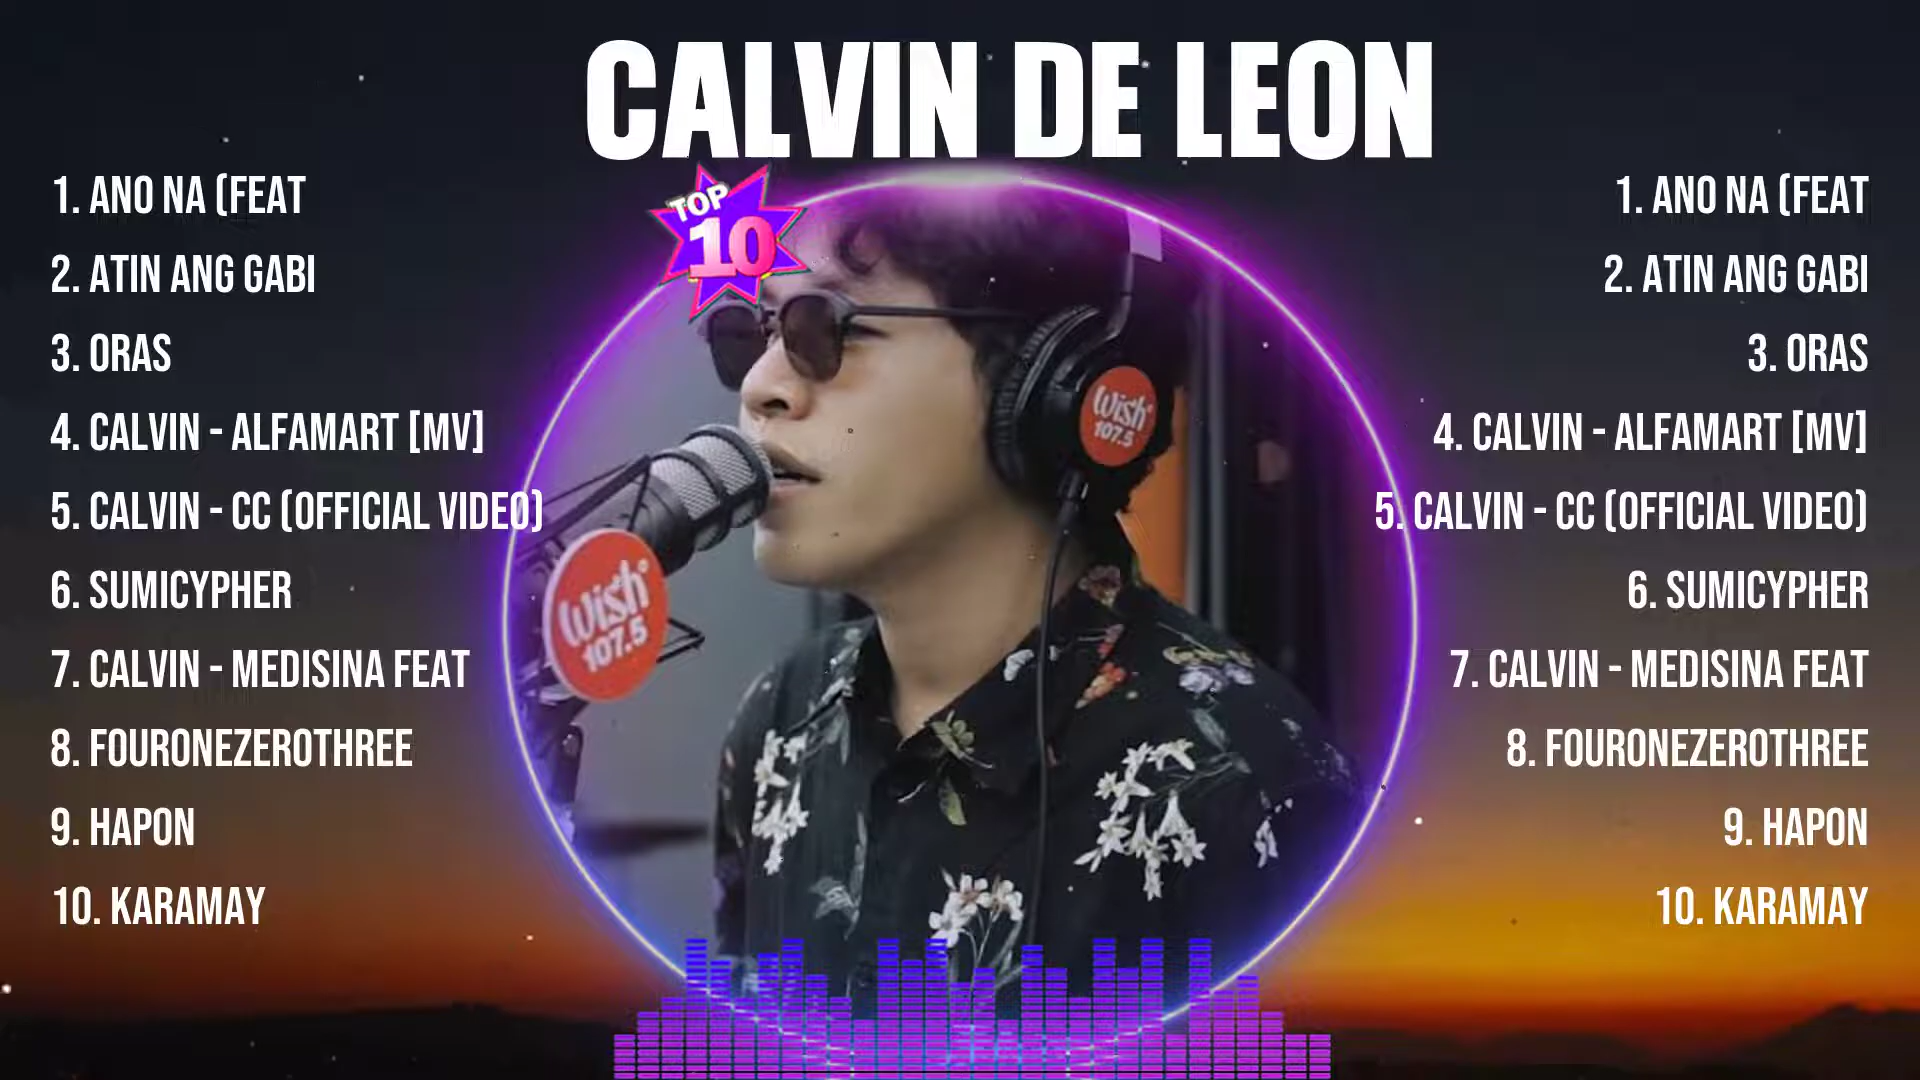 CALVIN DE LEON
TOP
10
1. ANO NA (FEAT
2. ATIN ANG GABI
3. ORAS
4. CALVIN - ALFAMART [MV]
5. CALVIN - CC (OFFICIAL VIDEO)
6. SUMICYPHER
7. CALVIN - MEDISINA FEAT
8. FOURONEZEROTHREE
9. HAPON
10. KARAMAY
Wish
107.5
Wish
107.5
1. ANO NA (FEAT
2. ATIN ANG GABI
3. ORAS
4. CALVIN - ALFAMART [MV]
5. CALVIN - CC (OFFICIAL VIDEO)
6. SUMICYPHER
7. CALVIN - MEDISINA FEAT
8. FOURONEZEROTHREE
9. HAPON
10. KARAMAY